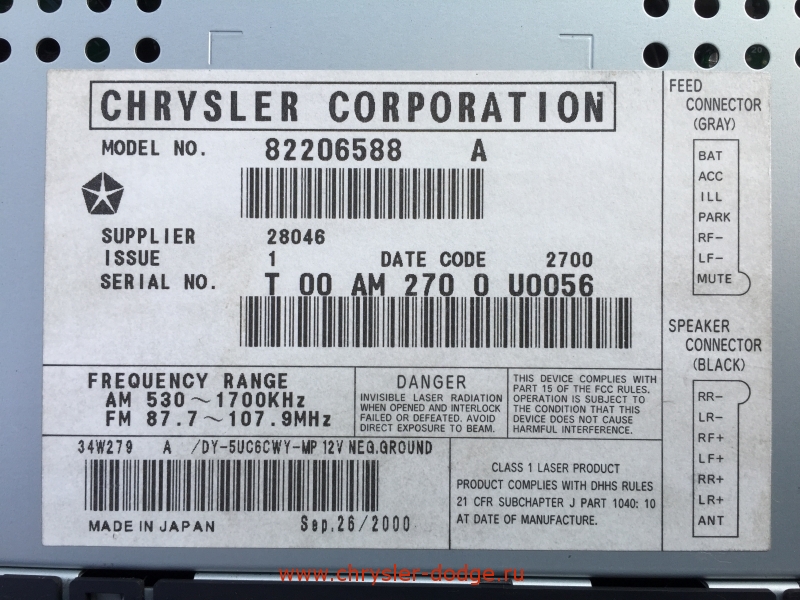 CHRYSLER CORPORATION
MODEL NO. 82206588 A
SUPPLIER 28046
ISSUE 1 DATE CODE 2700
SERIAL NO. T 00 AM 270 0 U0056
FREQUENCY RANGE
AM 530~1700KHz
FM 87.7~107.9MHz
DANGER
INVISIBLE LASER RADIATION
WHEN OPENED AND INTERLOCK
FAILED OR DEFEATED. AVOID
DIRECT EXPOSURE TO BEAM.
THIS DEVICE COMPLIES WITH
PART 15 OF THE FCC RULES.
OPERATION IS SUBJECT TO
THE CONDITION THAT THIS
DEVICE DOES NOT CAUSE
HARMFUL INTERFERENCE.
34W279 A /DY-5UC6CWY-MP 12V NEG.GROUND
MADE IN JAPAN Sep.26/2000
CLASS 1 LASER PRODUCT
PRODUCT COMPLIES WITH DHHS RULES
21 CFR SUBCHAPTER J PART 1040: 10
AT DATE OF MANUFACTURE.
FEED
CONNECTOR
(GRAY)
BAT
ACC
ILL
PARK
RF-
LF-
MUTE
SPEAKER
CONNECTOR
(BLACK)
RR-
LR-
RF+
LF+
RR+
LR+
ANT
www.chrysler-dodge.ru